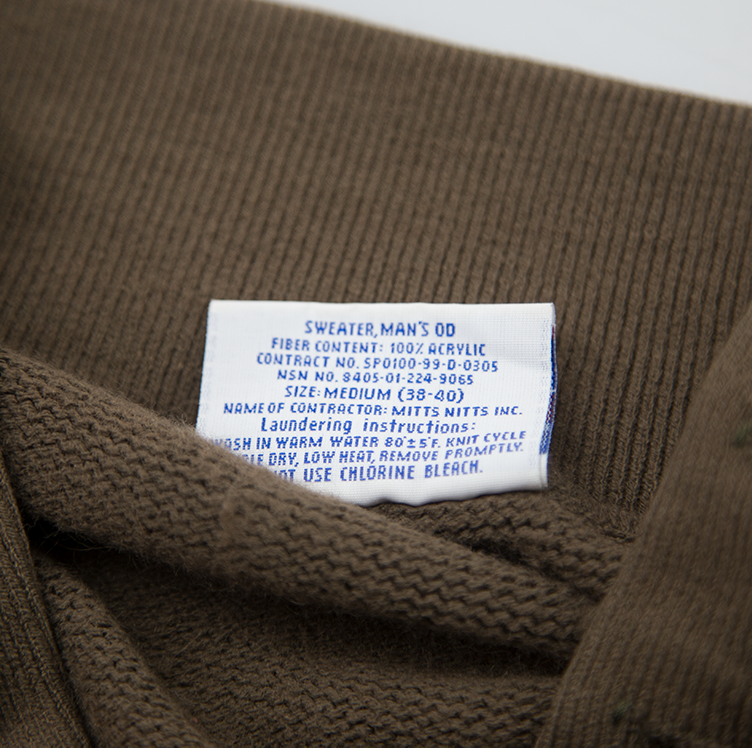 SWEATER, MAN'S OD
FIBER CONTENT: 100% ACRYLIC
CONTRACT NO. SPO100-99-D-0305
NSN NO. 8405-01-224-9065
SIZE: MEDIUM (38-40)
NAME OF CONTRACTOR: MITTS NITTS INC.
Laundering instructions:
WASH IN WARM WATER 80°±5°F. KNIT CYCLE
DRY, LOW HEAT, REMOVE PROMPTLY.
NOT USE CHLORINE BLEACH.